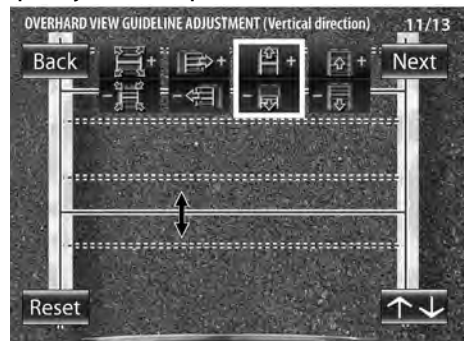 OVERHARD VIEW GUIDELINE ADJUSTMENT (Vertical direction) 11/13
Back + + + + Next
- - - -
Reset ↑↓